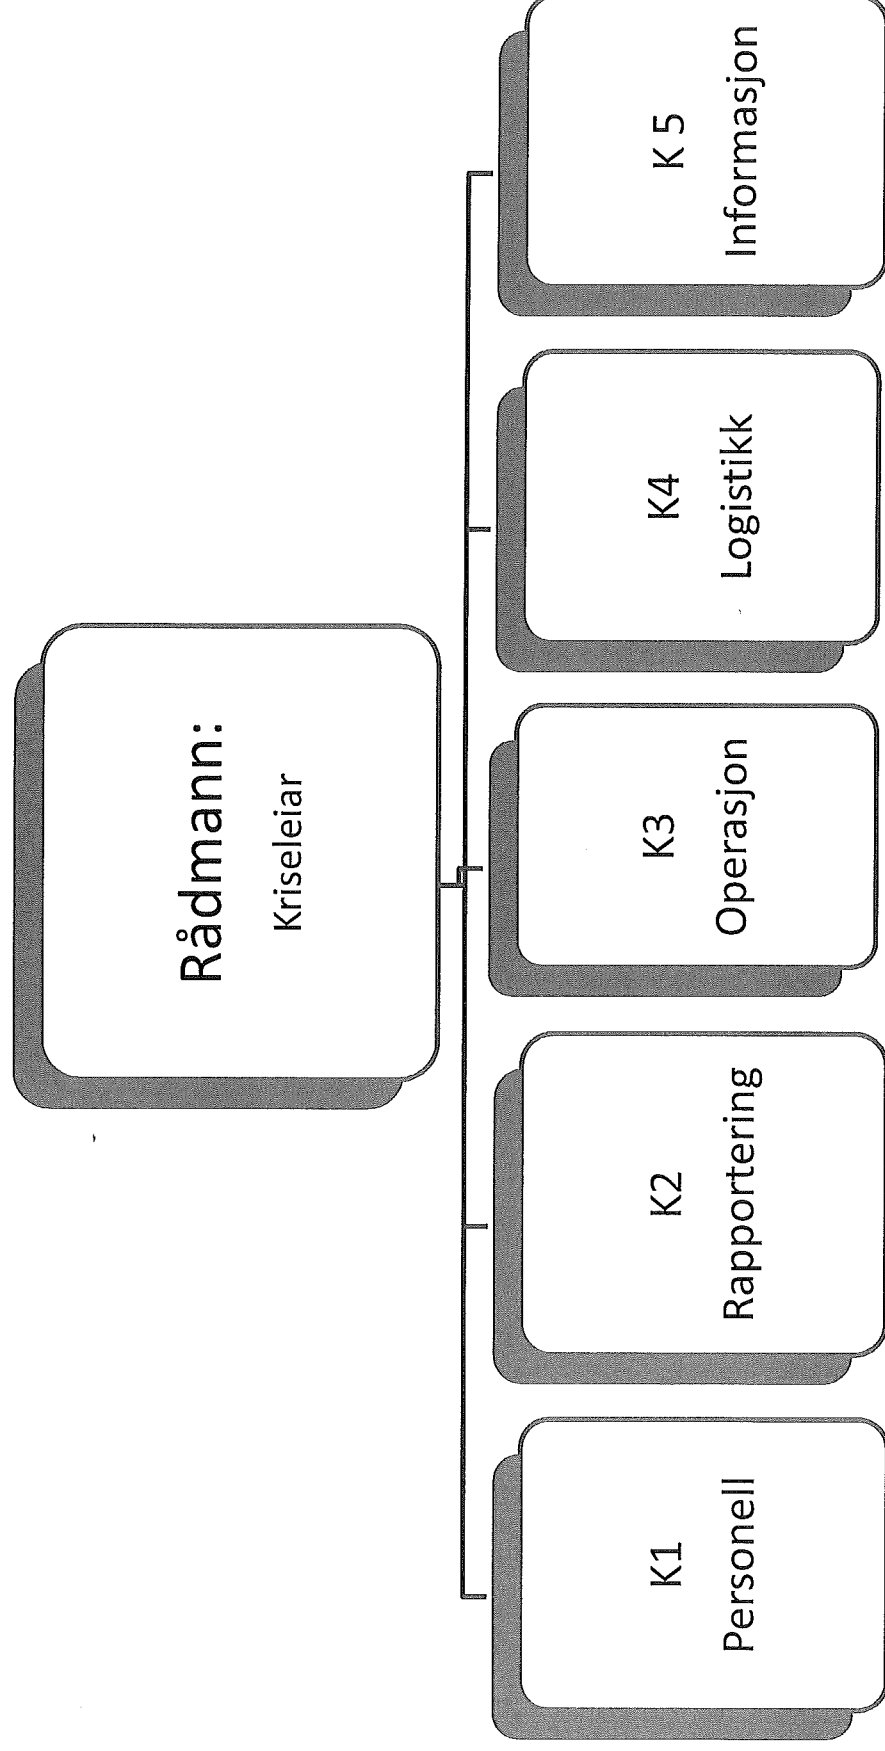 Rådmann:
Kriseleiar
K1
Personell
K2
Rapportering
K3
Operasjon
K4
Logistikk
K 5
Informasjon